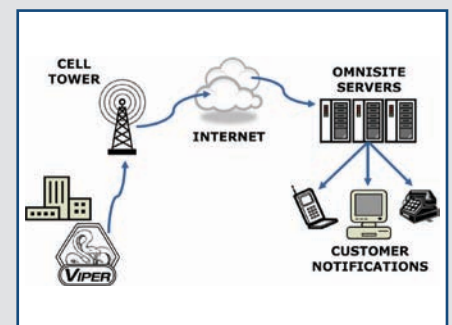 CELL
TOWER
INTERNET
OMNISITE
SERVERS
VIPER
CUSTOMER
NOTIFICATIONS